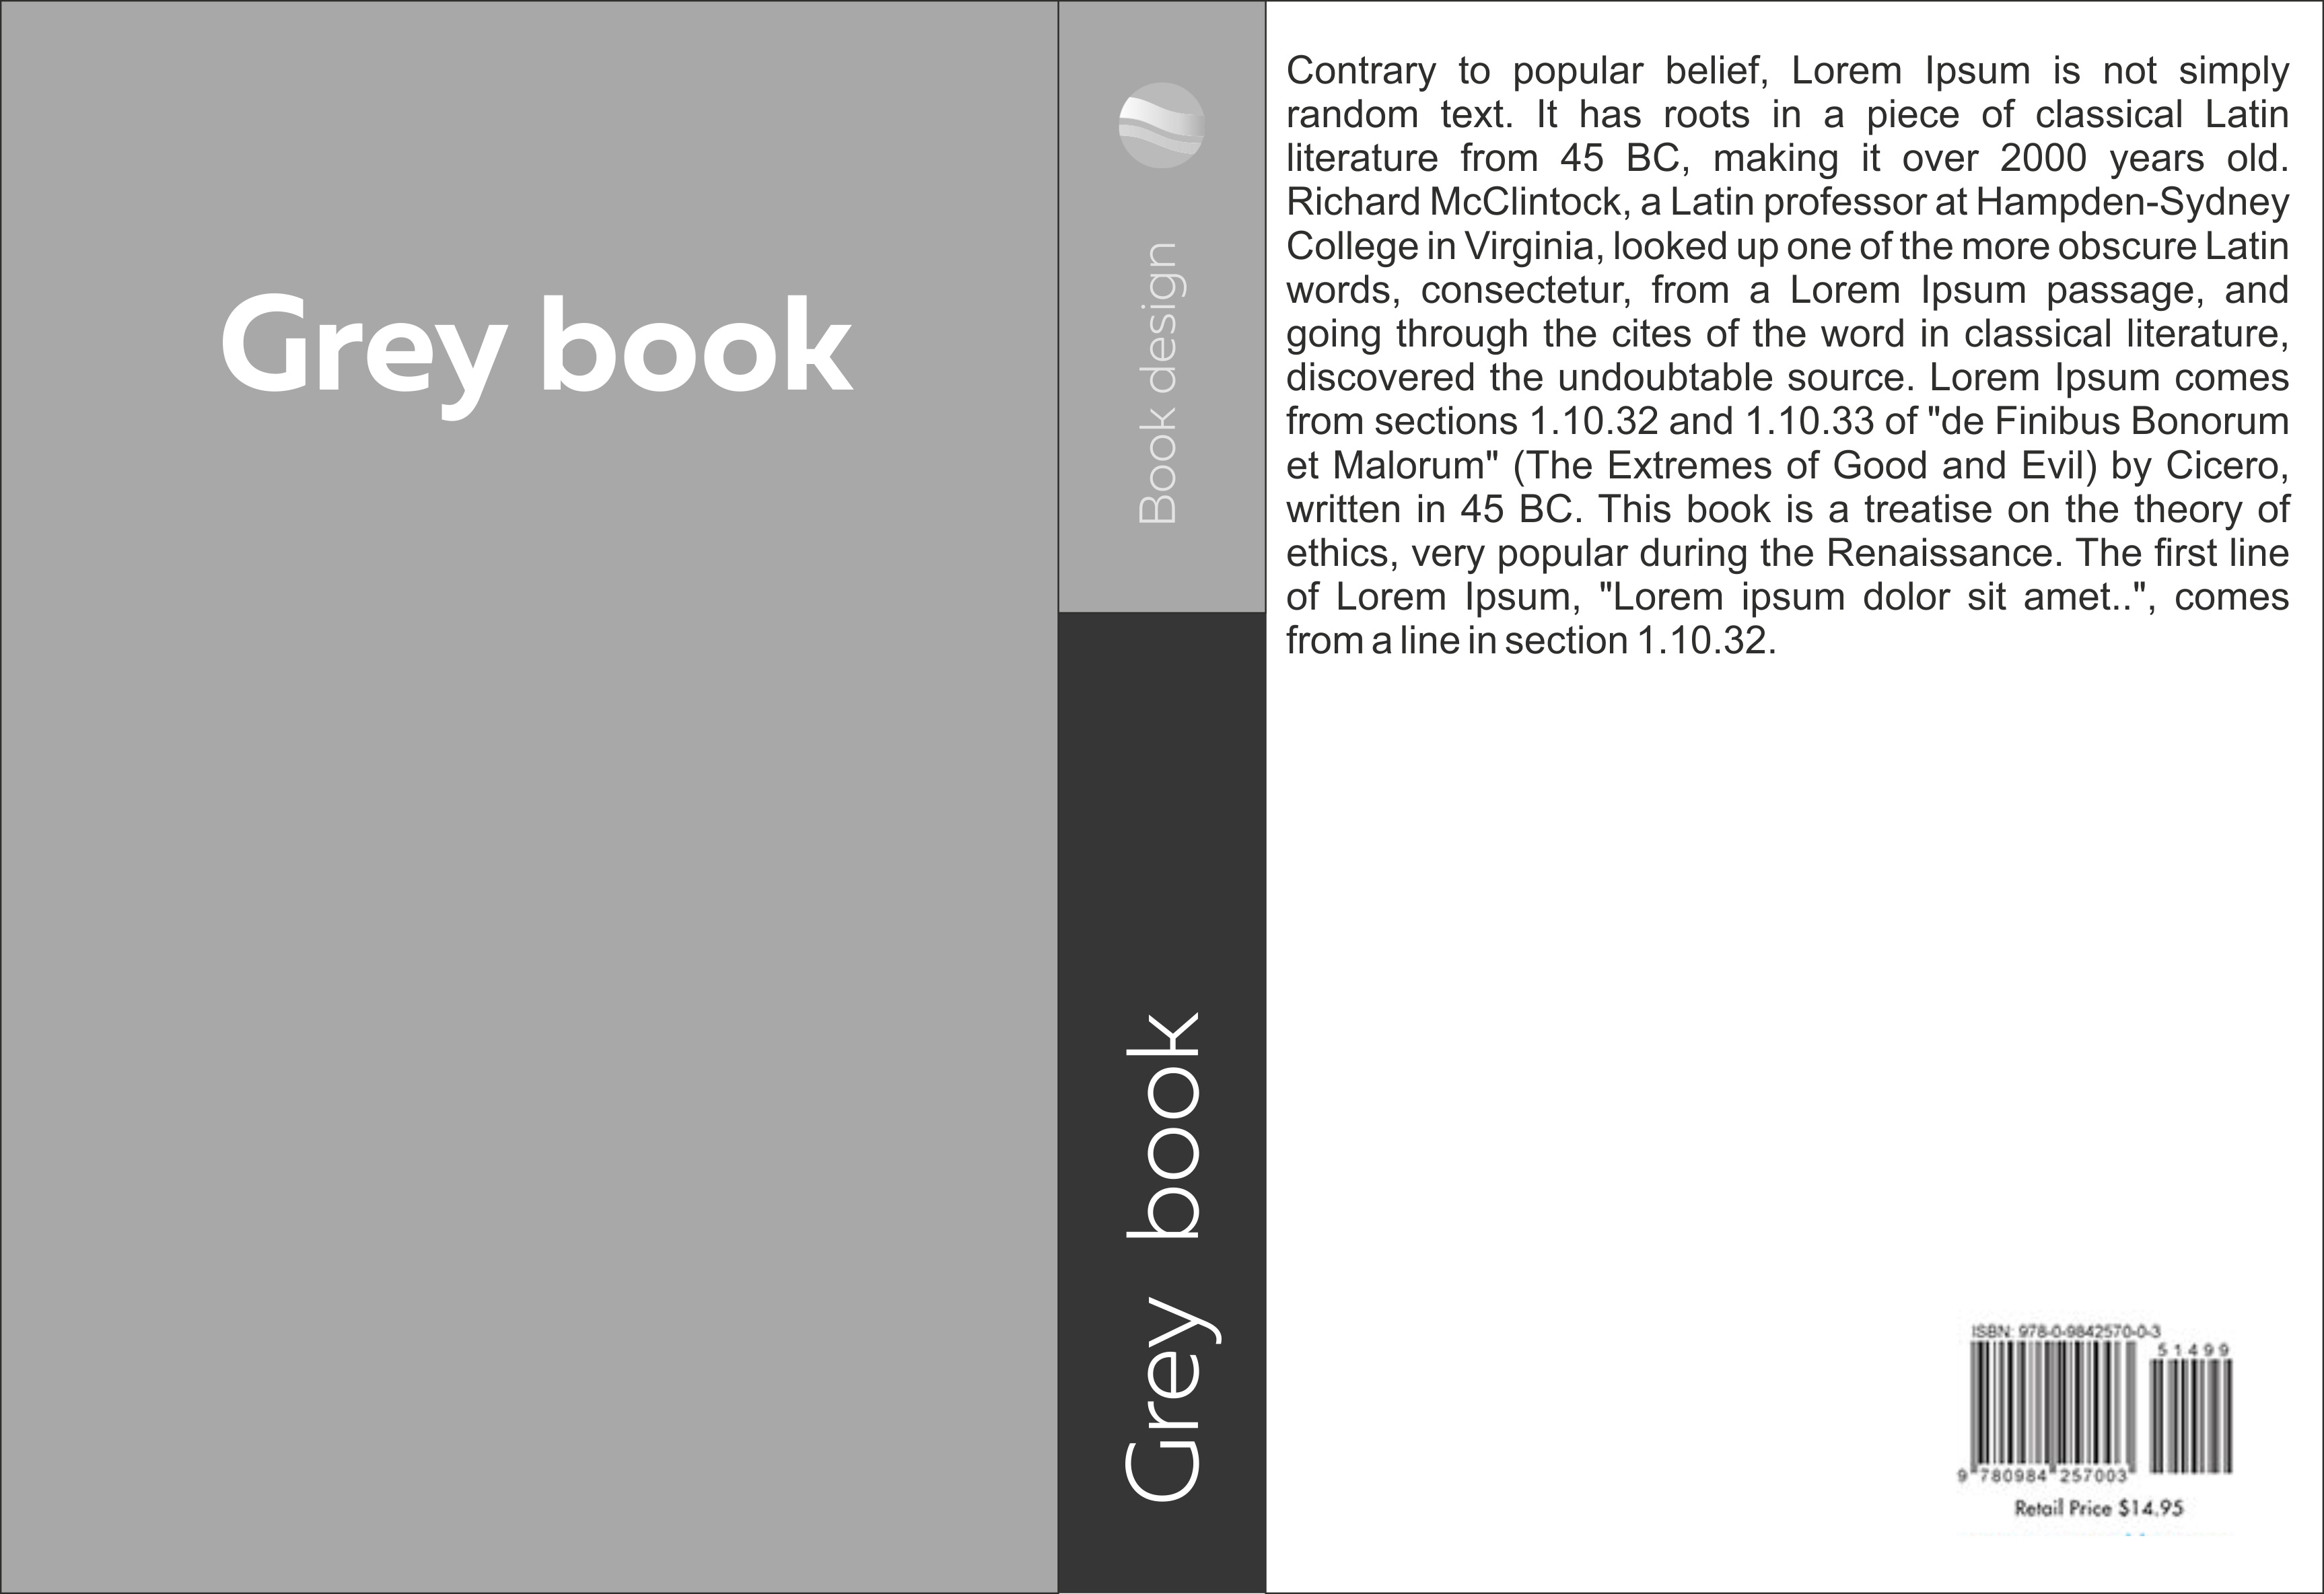 Grey book
Book design
Grey book
Contrary to popular belief, Lorem Ipsum is not simply
random text. It has roots in a piece of classical Latin
literature from 45 BC, making it over 2000 years old.
Richard McClintock, a Latin professor at Hampden-Sydney
College in Virginia, looked up one of the more obscure Latin
words, consectetur, from a Lorem Ipsum passage, and
going through the cites of the word in classical literature,
discovered the undoubtable source. Lorem Ipsum comes
from sections 1.10.32 and 1.10.33 of "de Finibus Bonorum
et Malorum" (The Extremes of Good and Evil) by Cicero,
written in 45 BC. This book is a treatise on the theory of
ethics, very popular during the Renaissance. The first line
of Lorem Ipsum, "Lorem ipsum dolor sit amet..", comes
from a line in section 1.10.32.
ISBN: 978-0-9842570-0-3
5 1 4 9 9
9 780984 257003
Retail Price $14.95